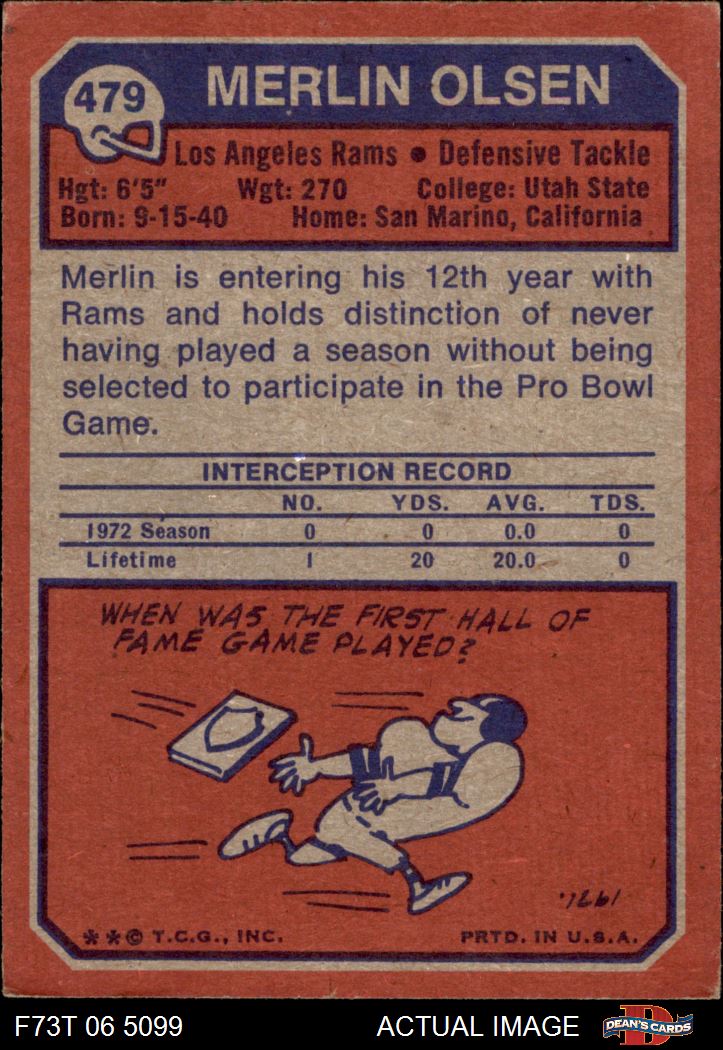 479 MERLIN OLSEN
Los Angeles Rams • Defensive Tackle
Hgt: 6'5" Wgt: 270 College: Utah State
Born: 9-15-40 Home: San Marino, California
Merlin is entering his 12th year with
Rams and holds distinction of never
having played a season without being
selected to participate in the Pro Bowl
Game.
INTERCEPTION RECORD
NO. YDS. AVG. TDS.
1972 Season 0 0 0.0 0
Lifetime 1 20 20.0 0
WHEN WAS THE FIRST HALL OF
FAME GAME PLAYED?
1971.
** © T.C.G., INC. PRTD. IN U.S.A.
F73T 06 5099 ACTUAL IMAGE DEAN'S CARDS